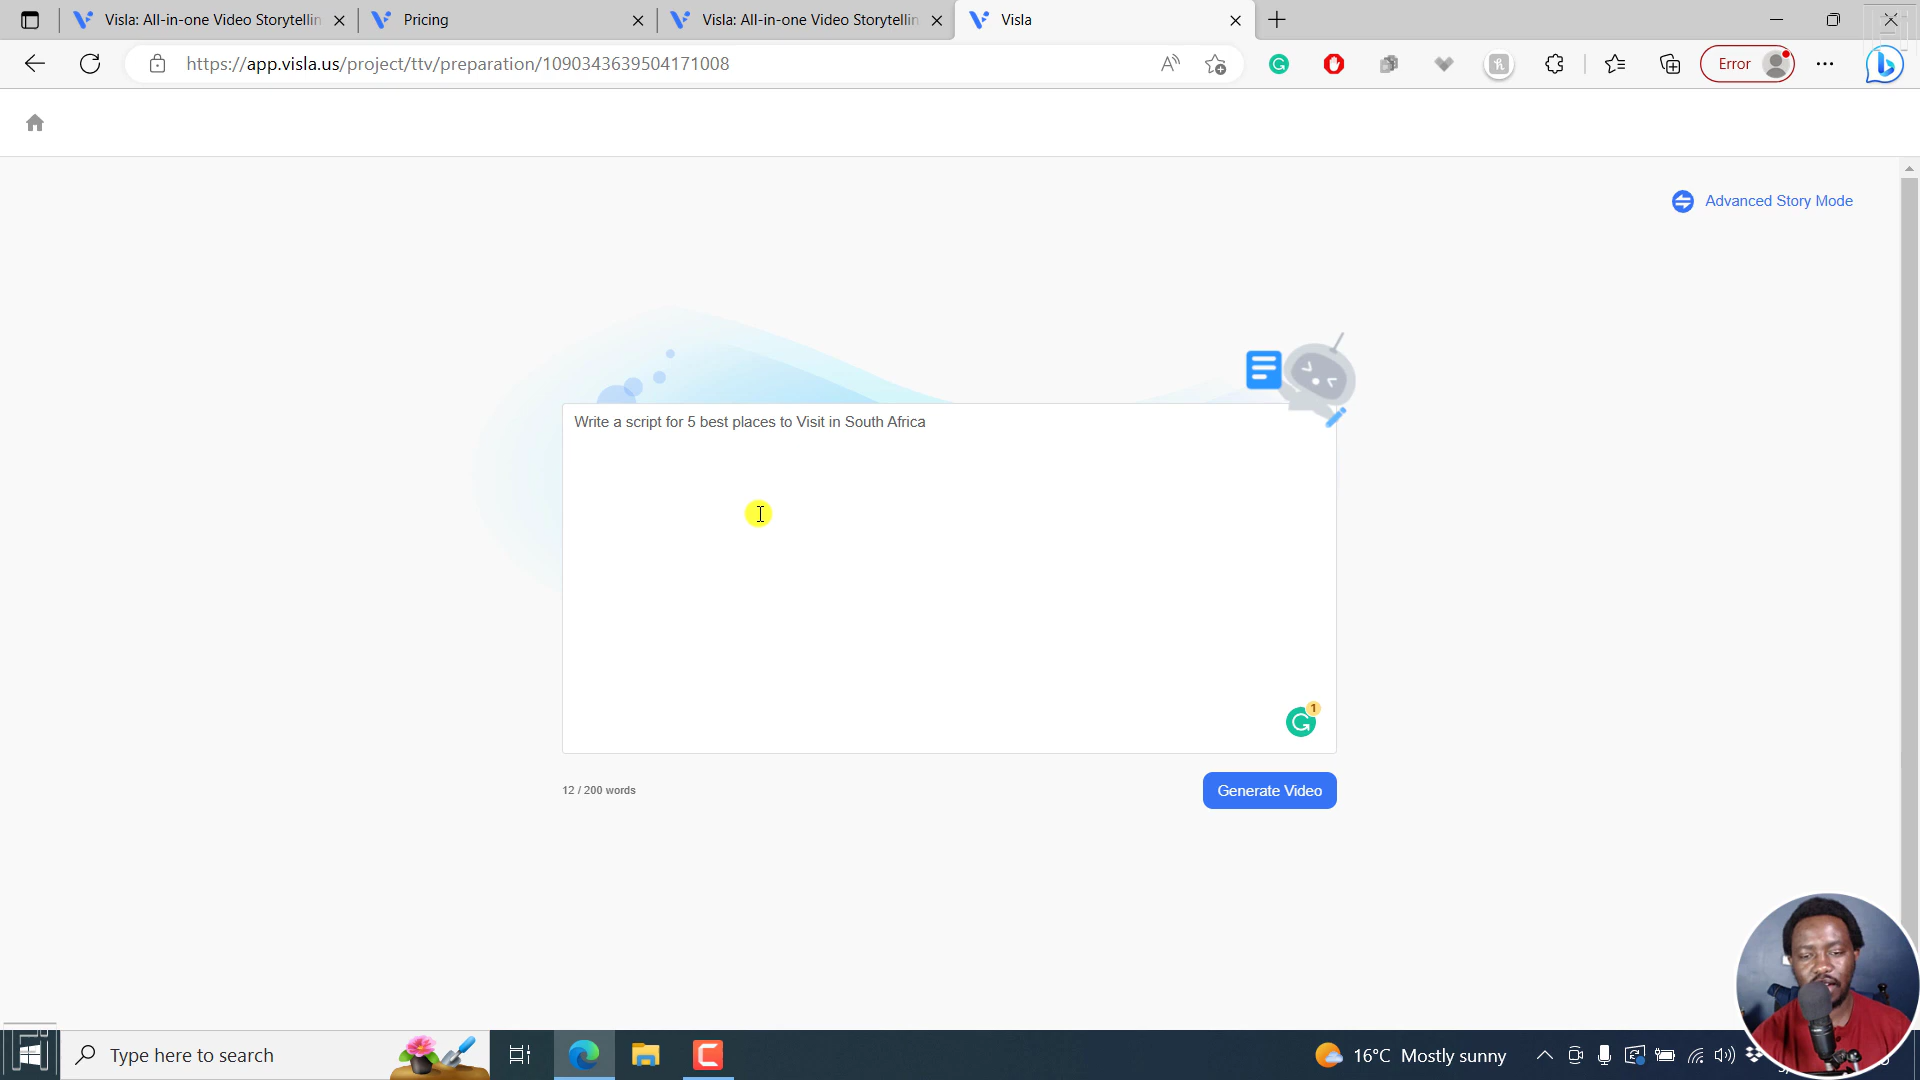 Visla: All-in-one Video Storytellin
Pricing
Visla: All-in-one Video Storytellin
Visla
https://app.visla.us/project/ttv/preparation/1090343639504171008
Error
Advanced Story Mode
Write a script for 5 best places to Visit in South Africa
1
12 / 200 words
Generate Video
Type here to search
16°C Mostly sunny